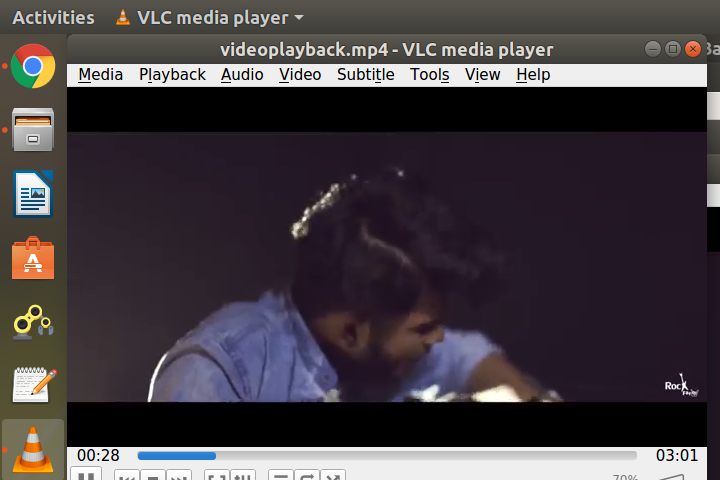 Activities VLC media player
videoplayback.mp4 - VLC media player
Media Playback Audio Video Subtitle Tools View Help
Rock
00:28 03:01
70%